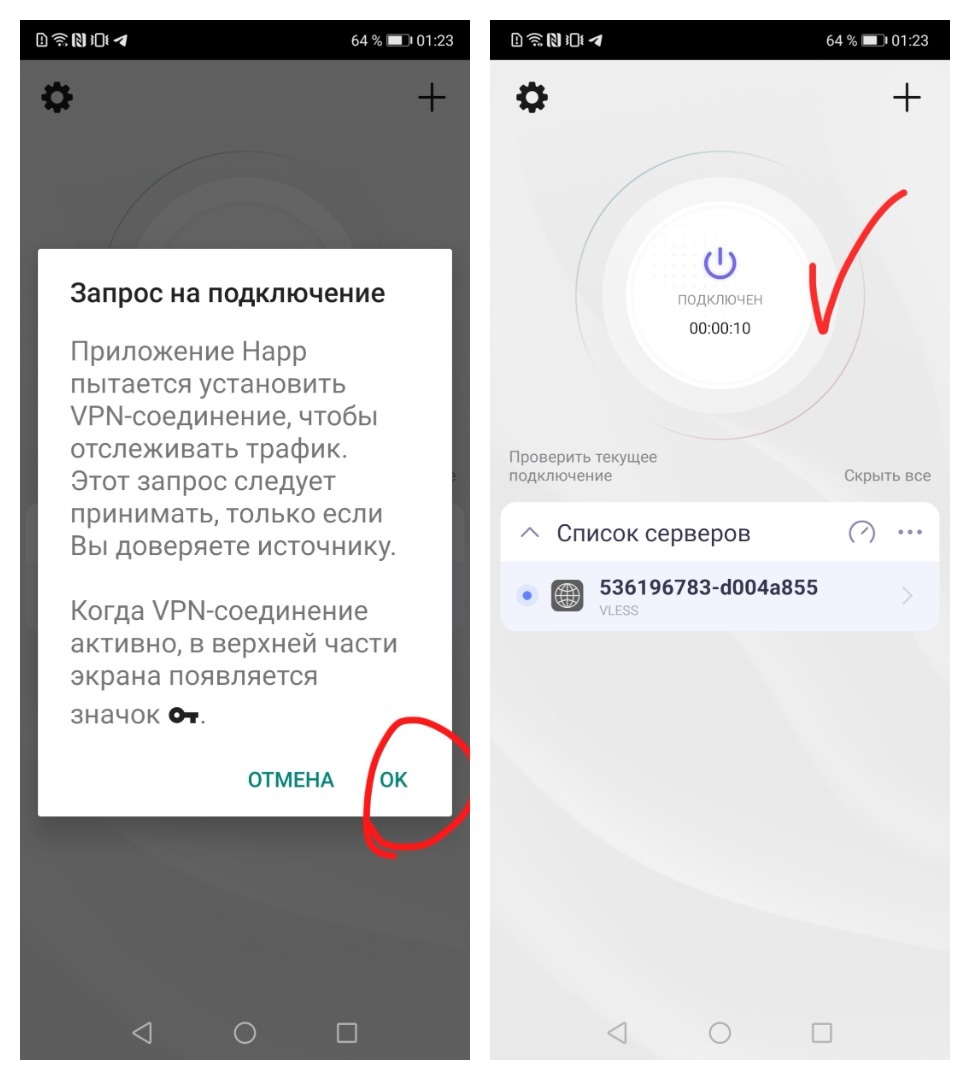 64 % 01:23
Запрос на подключение
Приложение Happ
пытается установить
VPN-соединение, чтобы
отслеживать трафик.
Этот запрос следует
принимать, только если
Вы доверяете источнику.
Когда VPN-соединение
активно, в верхней части
экрана появляется
значок .
ОТМЕНА OK
64 % 01:23
ПОДКЛЮЧЕН
00:00:10
Проверить текущее
подключение
Скрыть все
Список серверов
536196783-d004a855
VLESS